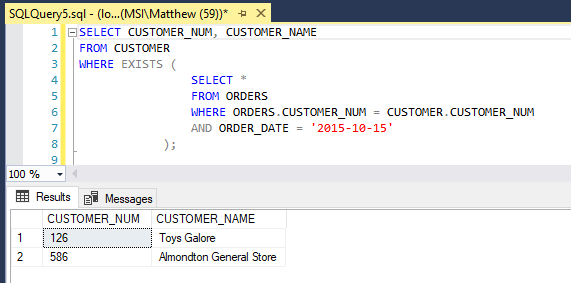 SQLQuery5.sql - (lo...(MSI\Matthew (59))*
1 SELECT CUSTOMER_NUM, CUSTOMER_NAME
2 FROM CUSTOMER
3 WHERE EXISTS (
4 SELECT *
5 FROM ORDERS
6 WHERE ORDERS.CUSTOMER_NUM = CUSTOMER.CUSTOMER_NUM
7 AND ORDER_DATE = '2015-10-15'
8 );
9
100 %
Results Messages
CUSTOMER_NUM CUSTOMER_NAME
1 126 Toys Galore
2 586 Almondton General Store